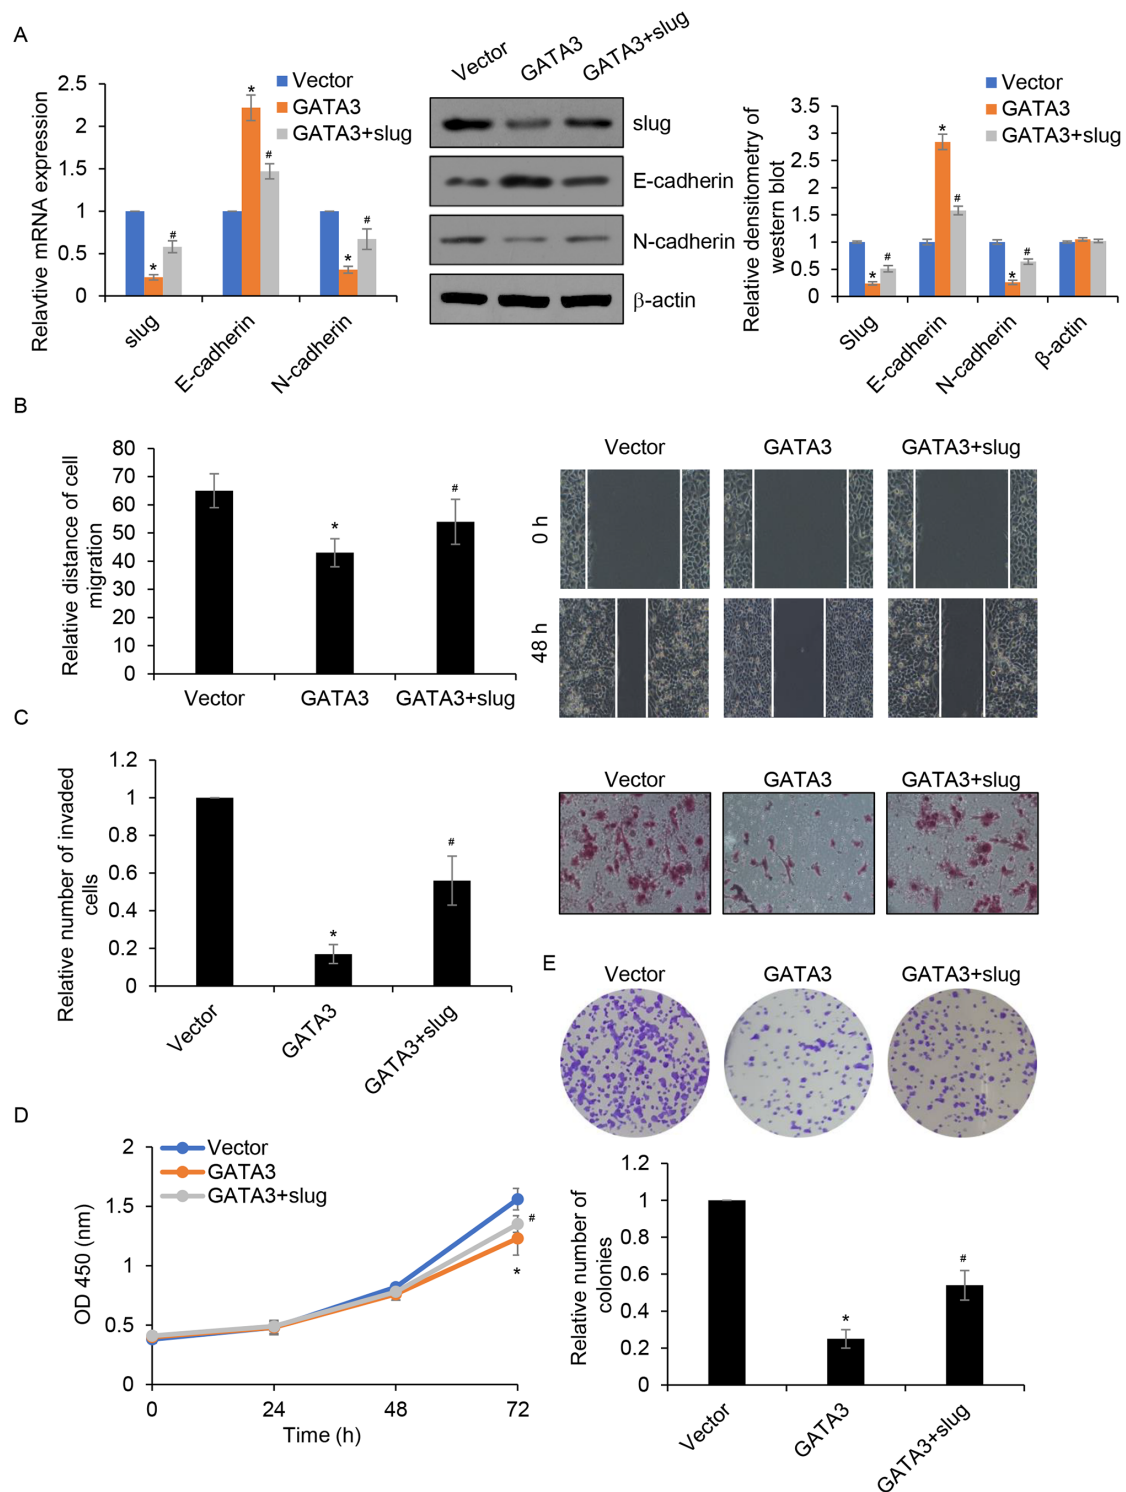 A
Relavtive mRNA expression
2.5
2
1.5
1
0.5
0
Vector
GATA3
GATA3+slug
*
#
*
#
*
#
slug
E-cadherin
N-cadherin
Vector
GATA3
GATA3+slug
slug
E-cadherin
N-cadherin
β-actin
Relative densitometry of
western blot
3.5
3
2.5
2
1.5
1
0.5
0
Vector
GATA3
GATA3+slug
*
#
*
#
*
#
Slug
E-cadherin
N-cadherin
β-actin
B
Relative distance of cell
migration
80
70
60
50
40
30
20
10
0
*
#
Vector
GATA3
GATA3+slug
Vector
GATA3
GATA3+slug
0 h
48 h
C
Relative number of invaded
cells
1.2
1
0.8
0.6
0.4
0.2
0
*
#
Vector
GATA3
GATA3+slug
Vector
GATA3
GATA3+slug
D
OD 450 (nm)
2
1.5
1
0.5
0
Vector
GATA3
GATA3+slug
#
*
0
24
48
72
Time (h)
E
Vector
GATA3
GATA3+slug
Relative number of
colonies
1.2
1
0.8
0.6
0.4
0.2
0
*
#
Vector
GATA3
GATA3+slug